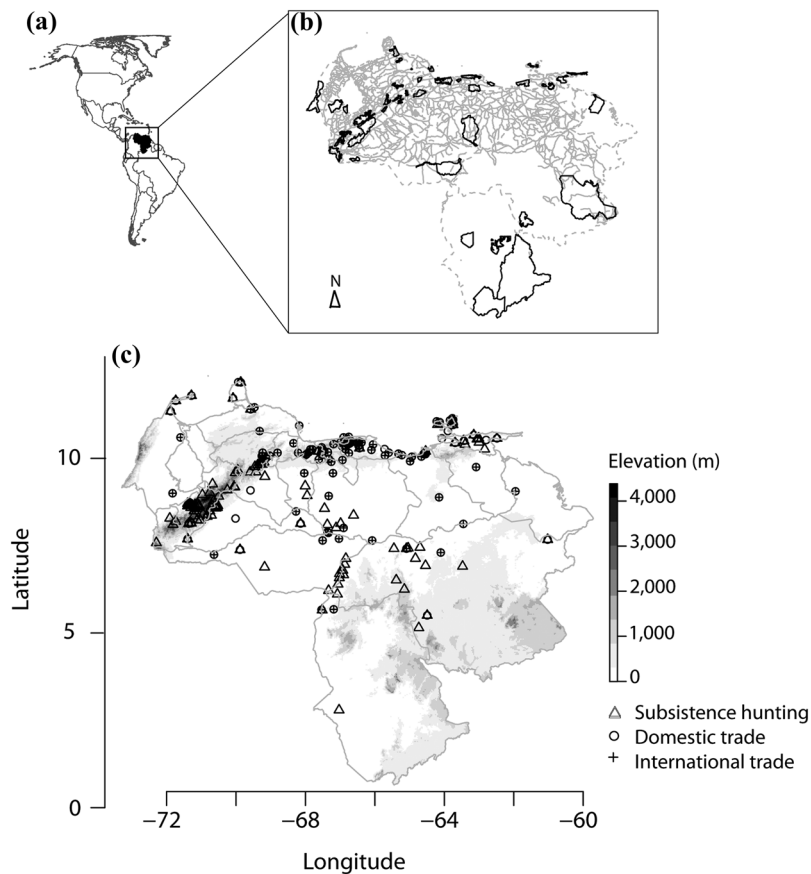 (a)
(b)
N
(c)
10
5
0
Latitude
−72
−68
−64
−60
Longitude
Elevation (m)
4,000
3,000
2,000
1,000
0
Subsistence hunting
Domestic trade
International trade